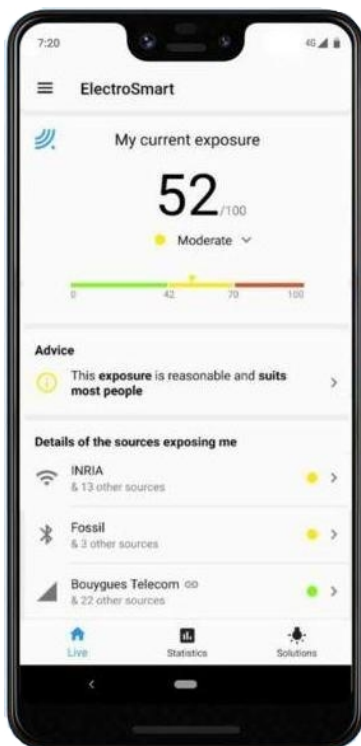 7:20 4G
ElectroSmart
My current exposure
52/100
Moderate
0 42 70 100
Advice
This exposure is reasonable and suits
most people
Details of the sources exposing me
INRIA
& 13 other sources
Fossil
& 3 other sources
Bouygues Telecom
& 22 other sources
Live Statistics Solutions